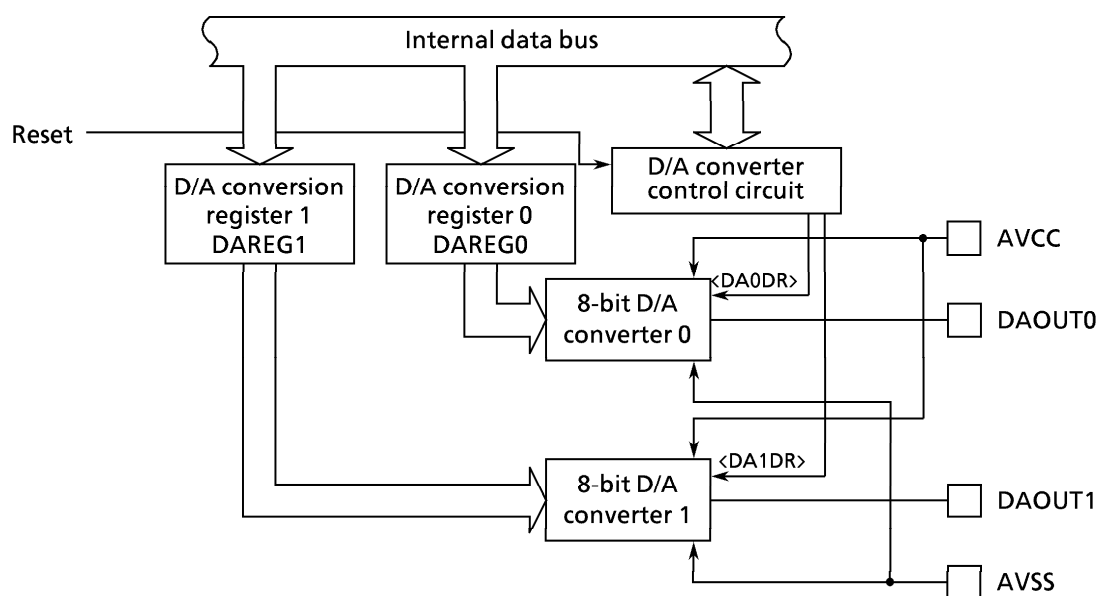 Internal data bus
Reset
D/A conversion
register 1
DAREG1
D/A conversion
register 0
DAREG0
D/A converter
control circuit
AVCC
<DA0DR>
8-bit D/A
converter 0
DAOUT0
<DA1DR>
8-bit D/A
converter 1
DAOUT1
AVSS